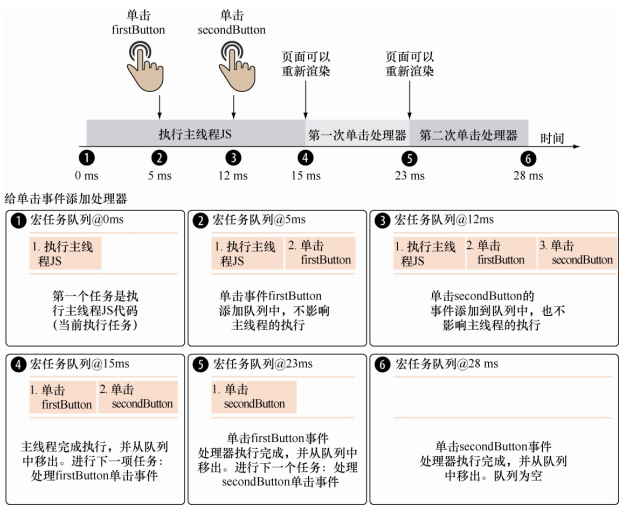 单击
firstButton
单击
secondButton
页面可以
重新渲染
页面可以
重新渲染
执行主线程JS
第一次单击处理器
第二次单击处理器
时间
1
2
3
4
5
6
0 ms
5 ms
12 ms
15 ms
23 ms
28 ms
给单击事件添加处理器
1 宏任务队列@0ms
1. 执行主线
程JS
第一个任务是执
行主线程JS代码
(当前执行任务)
2 宏任务队列@5ms
1. 执行主线
程JS
2. 单击
firstButton
单击事件firstButton
添加队列中，不影响
主线程的执行
3 宏任务队列@12ms
1. 执行主线
程JS
2. 单击
firstButton
3. 单击
secondButton
单击secondButton的
事件添加到队列中，也不
影响主线程的执行
4 宏任务队列@15ms
1. 单击
firstButton
2. 单击
secondButton
主线程完成执行，并从队列
中移出。进行下一项任务：
处理firstButton单击事件
5 宏任务队列@23ms
1. 单击
secondButton
单击firstButton事件
处理器执行完成，并从队列中
移出。进行下一个任务：处理
secondButton单击事件
6 宏任务队列@28 ms
单击secondButton事件
处理器执行完成，并从队列
中移出。队列为空